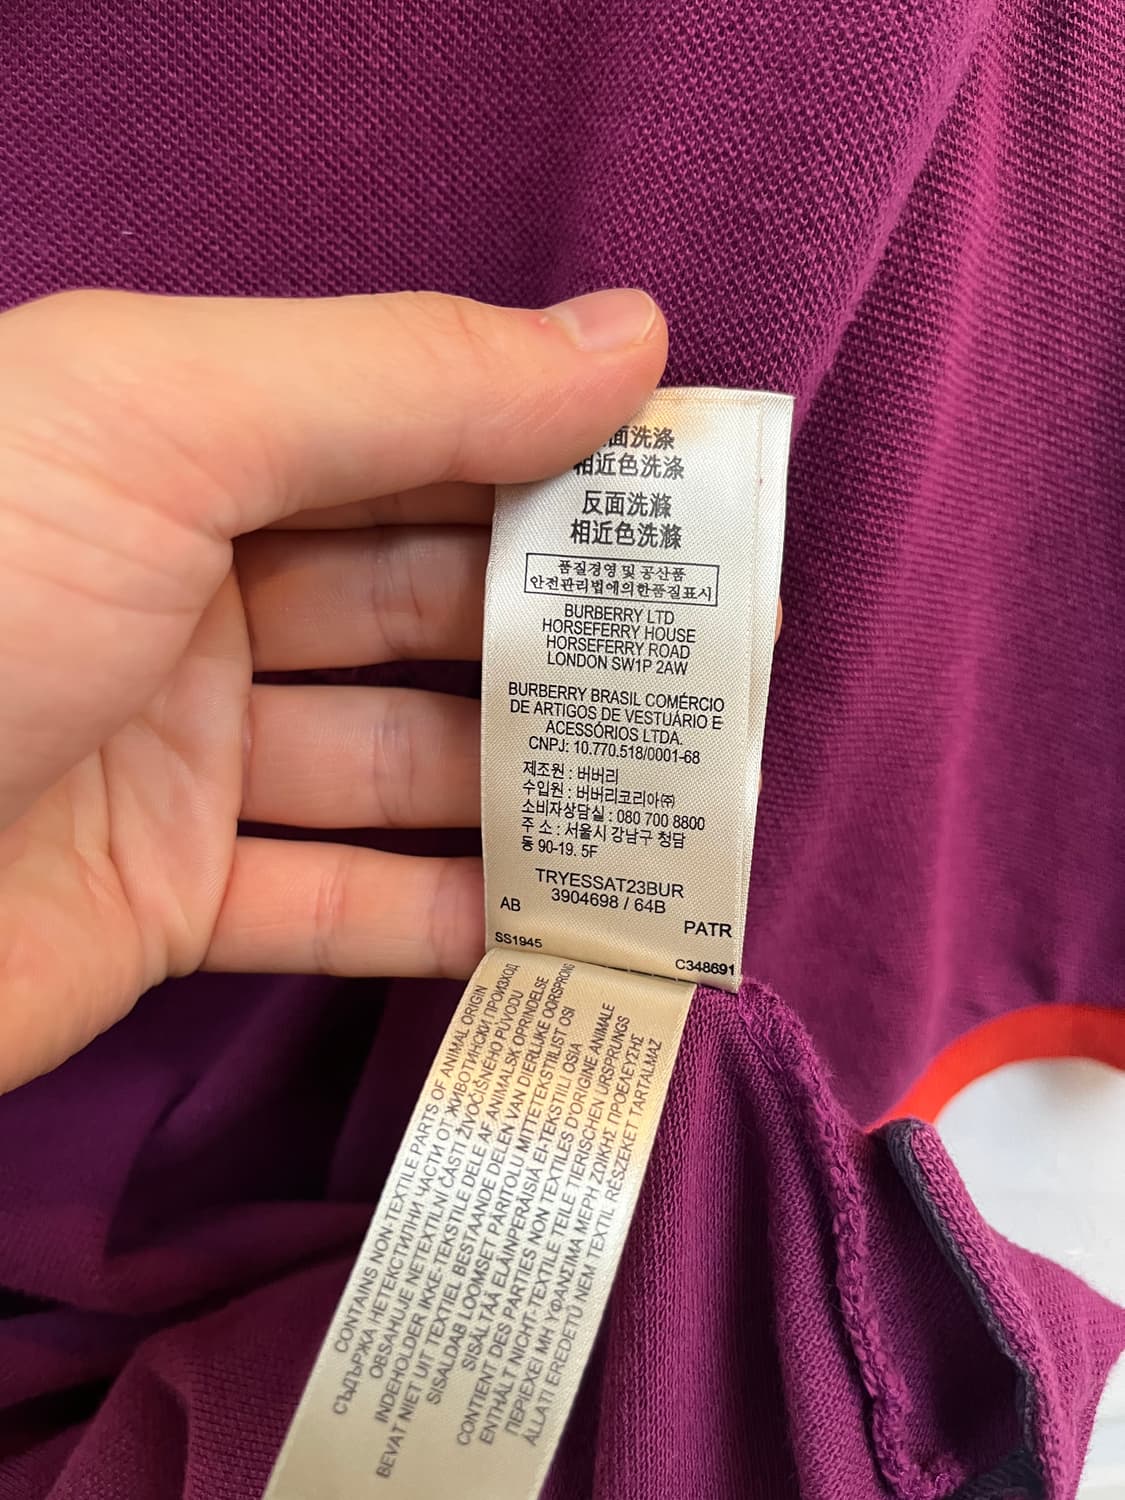 面洗涤
相近色洗涤
反面洗滌
相近色洗滌
품질경영 및 공산품
안전관리법에의한품질표시
BURBERRY LTD
HORSEFERRY HOUSE
HORSEFERRY ROAD
LONDON SW1P 2AW
BURBERRY BRASIL COMÉRCIO
DE ARTIGOS DE VESTUÁRIO E
ACESSÓRIOS LTDA.
CNPJ: 10.770.518/0001-68
제조원 : 버버리
수입원 : 버버리코리아㈜
소비자상담실 : 080 700 8800
주 소 : 서울시 강남구 청담
동 90-19. 5F
TRYESSAT23BUR
3904698 / 64B
AB
PATR
SS1945
C348691
CONTAINS NON-TEXTILE PARTS OF ANIMAL ORIGIN
СЪДЪРЖА НЕТЕКСТИЛНИ ЧАСТИ ОТ ЖИВОТИНСКИ ПРОИЗХОД
OBSAHUJE NETEXTILNÍ ČÁSTI ŽIVOČIŠNÉHO PŮVODU
INDEHOLDER IKKE-TEKSTILE DELE AF ANIMALSK OPRINDELSE
BEVAT NIET UIT TEXTIEL BESTAANDE DELEN VAN DIERLIJKE OORSPRONG
SISALDAB LOOMSET PÄRITOLU MITTETEKSTIILIST OSI
SISÄLTÄÄ ELÄINPERÄISIÄ EI-TEKSTIILI OSIA
CONTIENT DES PARTIES NON TEXTILES D'ORIGINE ANIMALE
ENTHÄLT NICHT-TEXTILE TEILE TIERISCHEN URSPRUNGS
ΠΕΡΙΕΧΕΙ ΜΗ ΥΦΑΝΣΙΜΑ ΜΕΡΗ ΖΩΙΚΗΣ ΠΡΟΕΛΕΥΣΗΣ
ÁLLATI EREDETŰ NEM TEXTIL RÉSZEKET TARTALMAZ